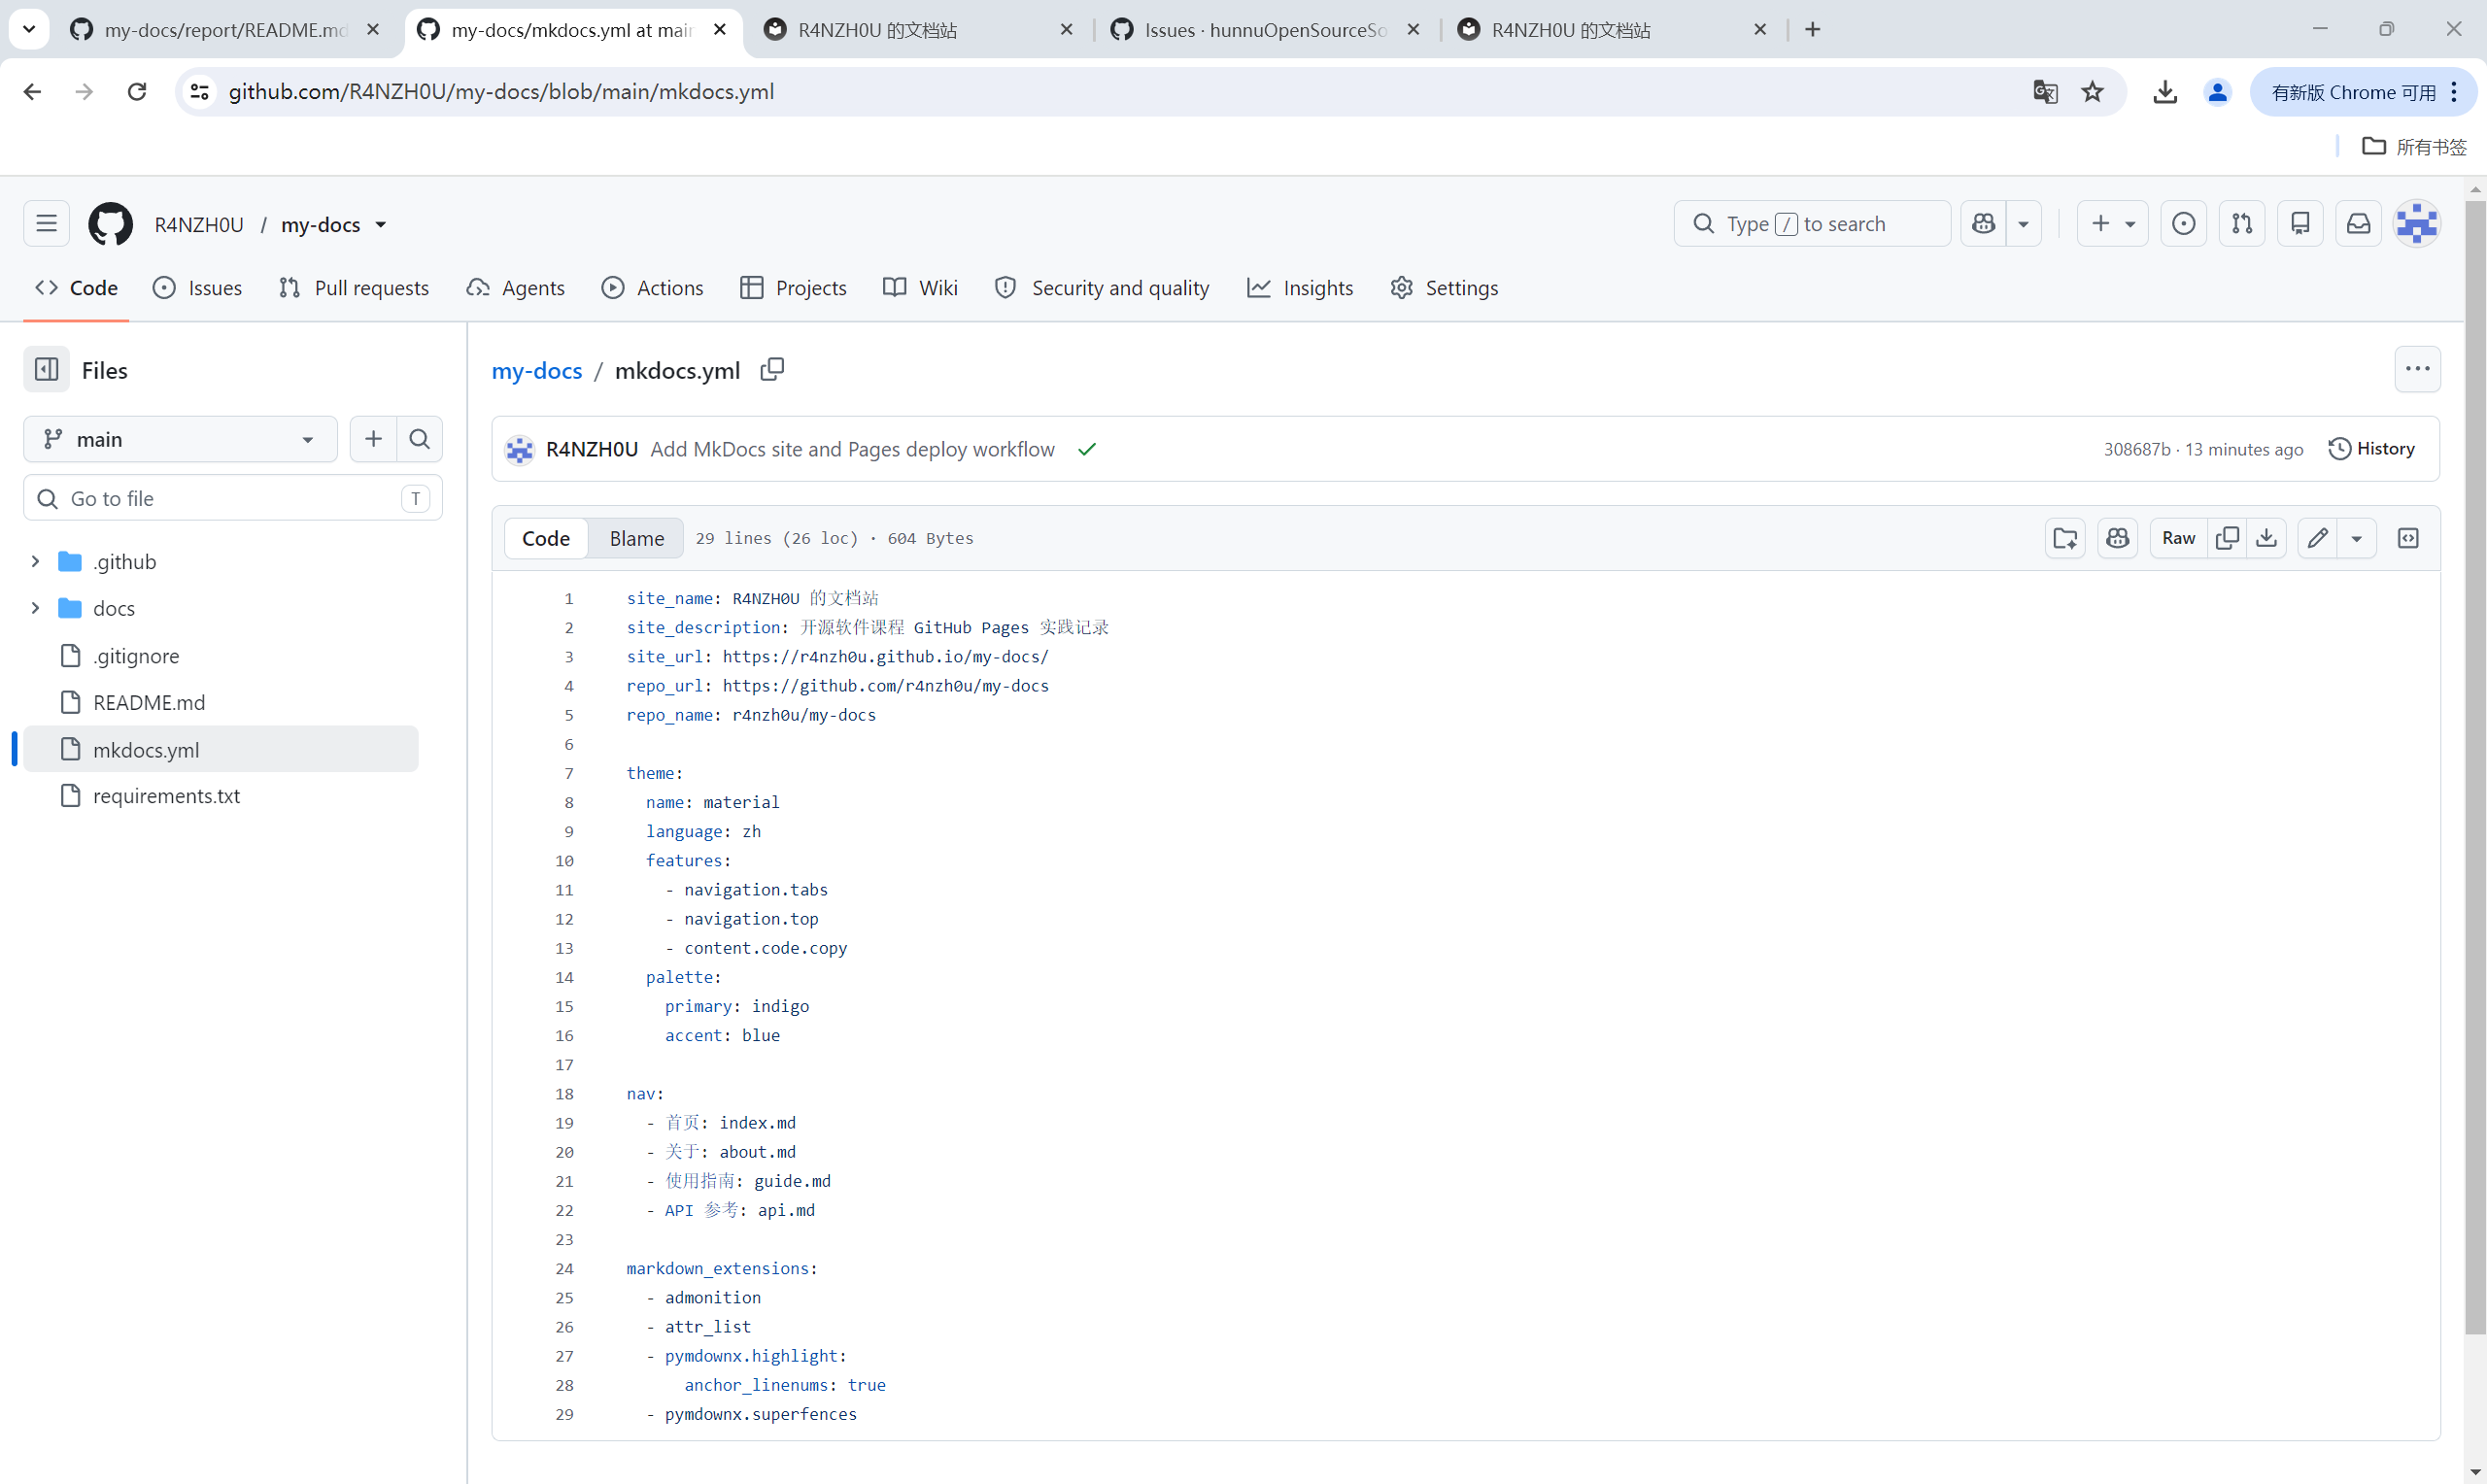 my-docs/report/README.md
my-docs/mkdocs.yml at main
R4NZH0U 的文档站
Issues · hunnuOpenSourceSo
R4NZH0U 的文档站
github.com/R4NZH0U/my-docs/blob/main/mkdocs.yml
有新版 Chrome 可用
所有书签
R4NZH0U / my-docs
Type / to search
Code
Issues
Pull requests
Agents
Actions
Projects
Wiki
Security and quality
Insights
Settings
Files
main
Go to file
T
.github
docs
.gitignore
README.md
mkdocs.yml
requirements.txt
my-docs / mkdocs.yml
R4NZH0U Add MkDocs site and Pages deploy workflow
308687b · 13 minutes ago
History
Code
Blame
29 lines (26 loc) · 604 Bytes
Raw
1 site_name: R4NZH0U 的文档站
2 site_description: 开源软件课程 GitHub Pages 实践记录
3 site_url: https://r4nzh0u.github.io/my-docs/
4 repo_url: https://github.com/r4nzh0u/my-docs
5 repo_name: r4nzh0u/my-docs
6
7 theme:
8   name: material
9   language: zh
10   features:
11     - navigation.tabs
12     - navigation.top
13     - content.code.copy
14   palette:
15     primary: indigo
16     accent: blue
17
18 nav:
19   - 首页: index.md
20   - 关于: about.md
21   - 使用指南: guide.md
22   - API 参考: api.md
23
24 markdown_extensions:
25   - admonition
26   - attr_list
27   - pymdownx.highlight:
28       anchor_linenums: true
29   - pymdownx.superfences